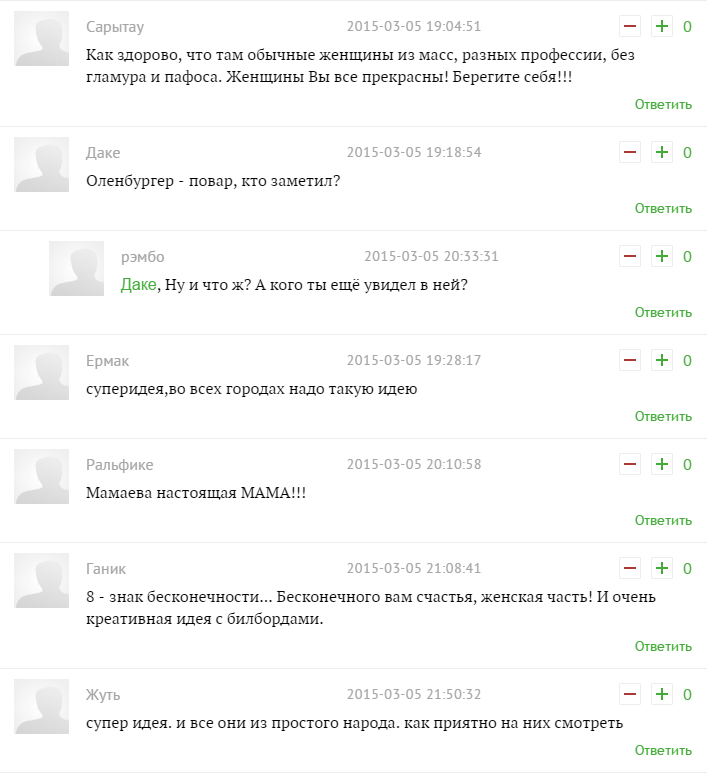 Сарытау 2015-03-05 19:04:51 0
Как здорово, что там обычные женщины из масс, разных профессии, без
гламура и пафоса. Женщины Вы все прекрасны! Берегите себя!!!
Ответить
Даке 2015-03-05 19:18:54 0
Оленбургер - повар, кто заметил?
Ответить
рэмбо 2015-03-05 20:33:31 0
Даке, Ну и что ж? А кого ты ещё увидел в ней?
Ответить
Ермак 2015-03-05 19:28:17 0
суперидея,во всех городах надо такую идею
Ответить
Ральфике 2015-03-05 20:10:58 0
Мамаева настоящая МАМА!!!
Ответить
Ганик 2015-03-05 21:08:41 0
8 - знак бесконечности... Бесконечного вам счастья, женская часть! И очень
креативная идея с билбордами.
Ответить
Жуть 2015-03-05 21:50:32 0
супер идея. и все они из простого народа. как приятно на них смотреть
Ответить